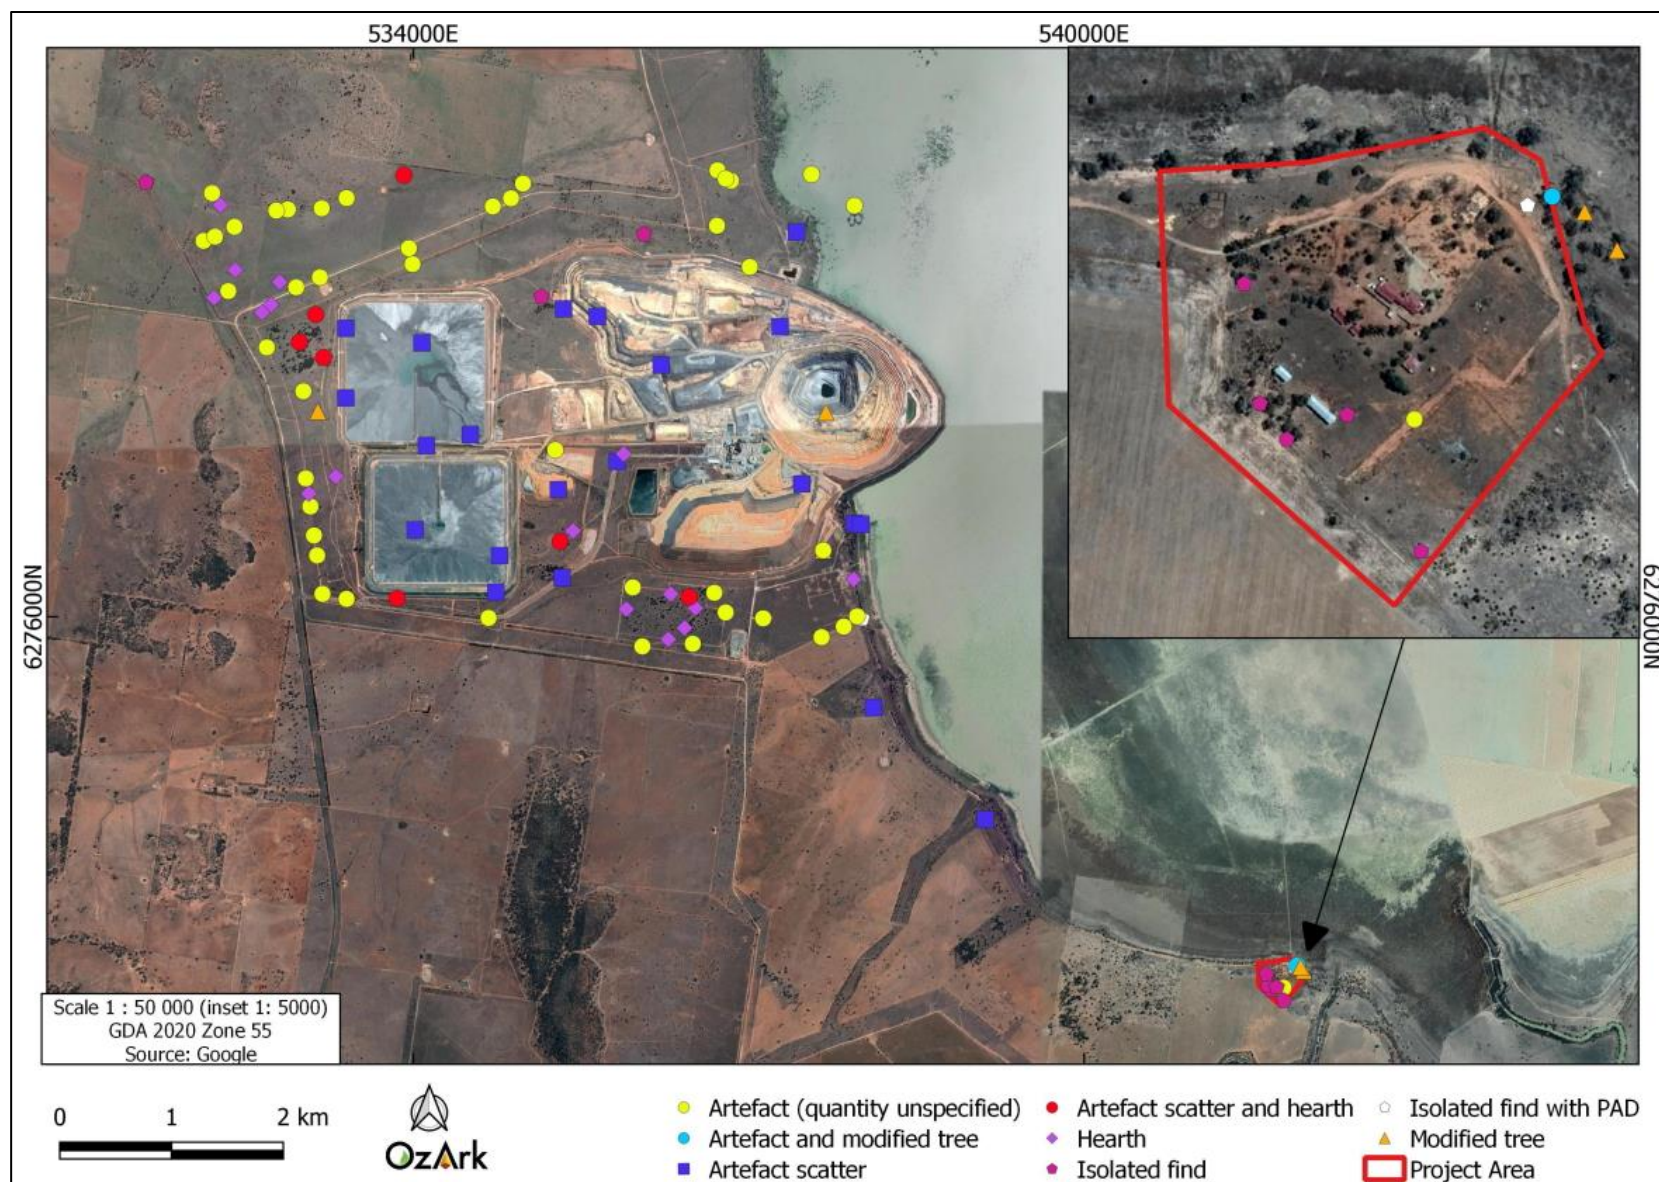 534000E
540000E
6276000N
6276000N
Scale 1 : 50 000 (inset 1: 5000)
GDA 2020 Zone 55
Source: Google
0 1 2 km
OzArk
Artefact (quantity unspecified)
Artefact and modified tree
Artefact scatter
Artefact scatter and hearth
Hearth
Isolated find
Isolated find with PAD
Modified tree
Project Area